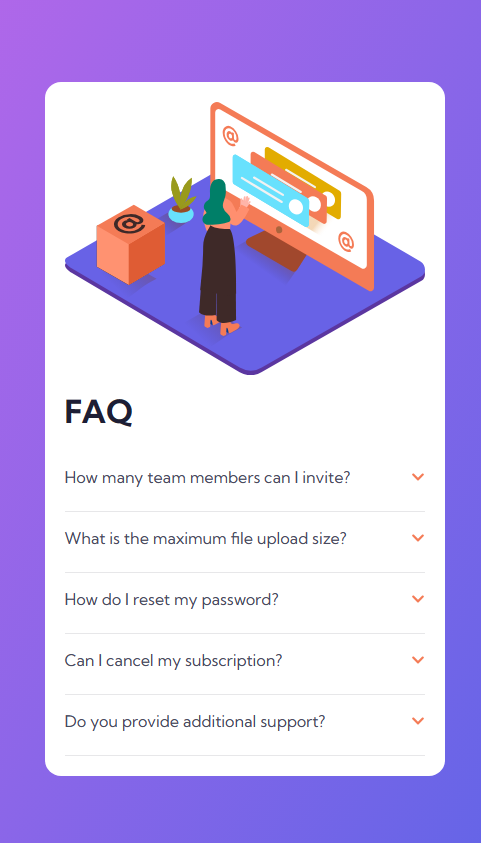 @
@
@
FAQ
How many team members can I invite?
What is the maximum file upload size?
How do I reset my password?
Can I cancel my subscription?
Do you provide additional support?